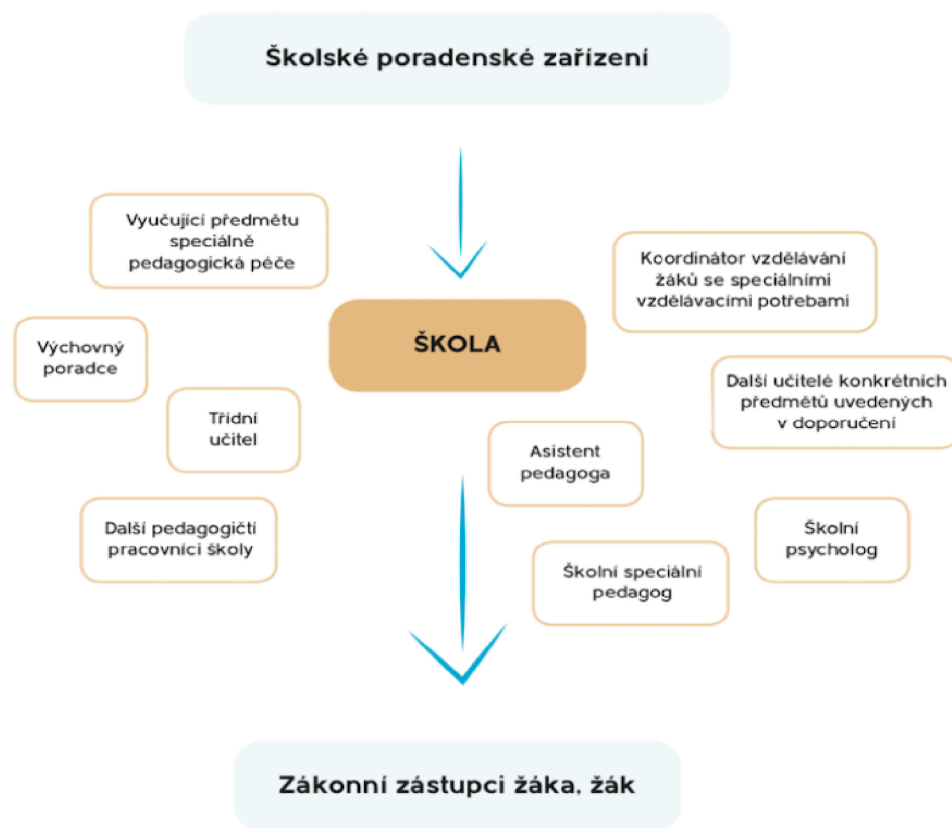 Školské poradenské zařízení
Vyučující předmětu
speciálně
pedagogická péče
Koordinátor vzdělávání
žáků se speciálními
vzdělávacími potřebami
ŠKOLA
Výchovný
poradce
Další učitelé konkrétních
předmětů uvedených
v doporučení
Třídní
učitel
Asistent
pedagoga
Další pedagogičtí
pracovníci školy
Školní
psycholog
Školní speciální
pedagog
Zákonní zástupci žáka, žák